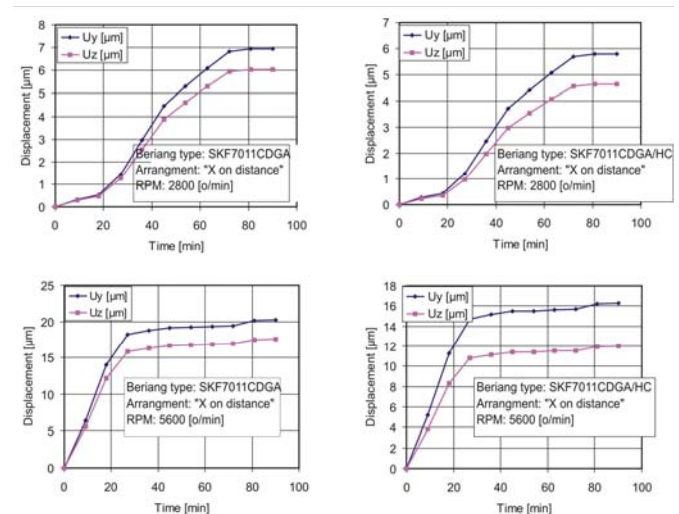 8
7
6
5
4
3
2
1
0
Displacement [µm]
Uy [µm]
Uz [µm]
Beriang type: SKF7011CDGA
Arrangment: "X on distance"
RPM: 2800 [o/min]
0 20 40 60 80 100
Time [min]
7
6
5
4
3
2
1
0
Displacement [µm]
Uy [µm]
Uz [µm]
Beriang type: SKF7011CDGA/HC
Arrangment: "X on distance"
RPM: 2800 [o/min]
0 20 40 60 80 100
Time [min]
25
20
15
10
5
0
Displacement [µm]
Uy [µm]
Uz [µm]
Beriang type: SKF7011CDGA
Arrangment: "X on distance"
RPM: 5600 [o/min]
0 20 40 60 80 100
Time [min]
18
16
14
12
10
8
6
4
2
0
Displacement [µm]
Uy [µm]
Uz [µm]
Beriang type: SKF7011CDGA/HC
Arrangment: "X on distance"
RPM: 5600 [o/min]
0 20 40 60 80 100
Time [min]